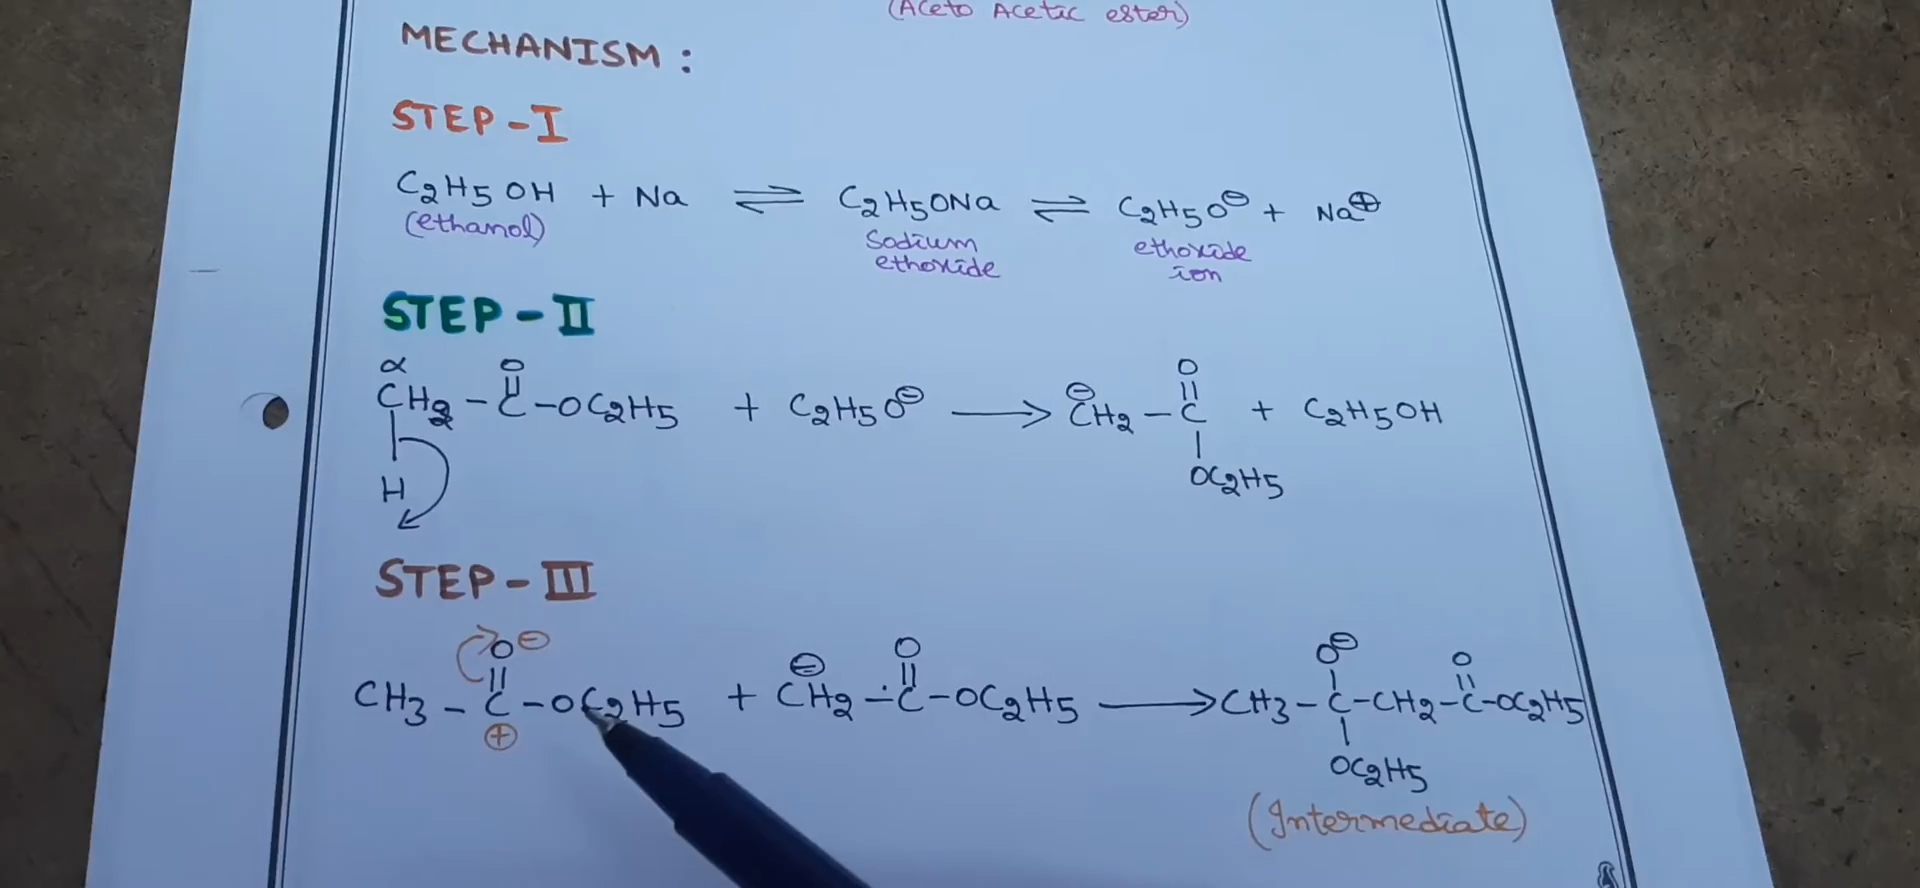 (Aceto Acetic ester)
MECHANISM:
STEP-I
C2H5OH + Na ⇌ C2H5ONa ⇌ C2H5O⊖ + Na⊕
(ethanol) Sodium ethoxide ethoxide ion
STEP-II
α O O
CH2-C-OC2H5 + C2H5O⊖ ⟶ ⊖CH2-C + C2H5OH
H OC2H5
STEP-III
O⊖ O O⊖ O
CH3-C-OC2H5 + ⊖CH2-C-OC2H5 ⟶ CH3-C-CH2-C-OC2H5
⊕ OC2H5
(Intermediate)